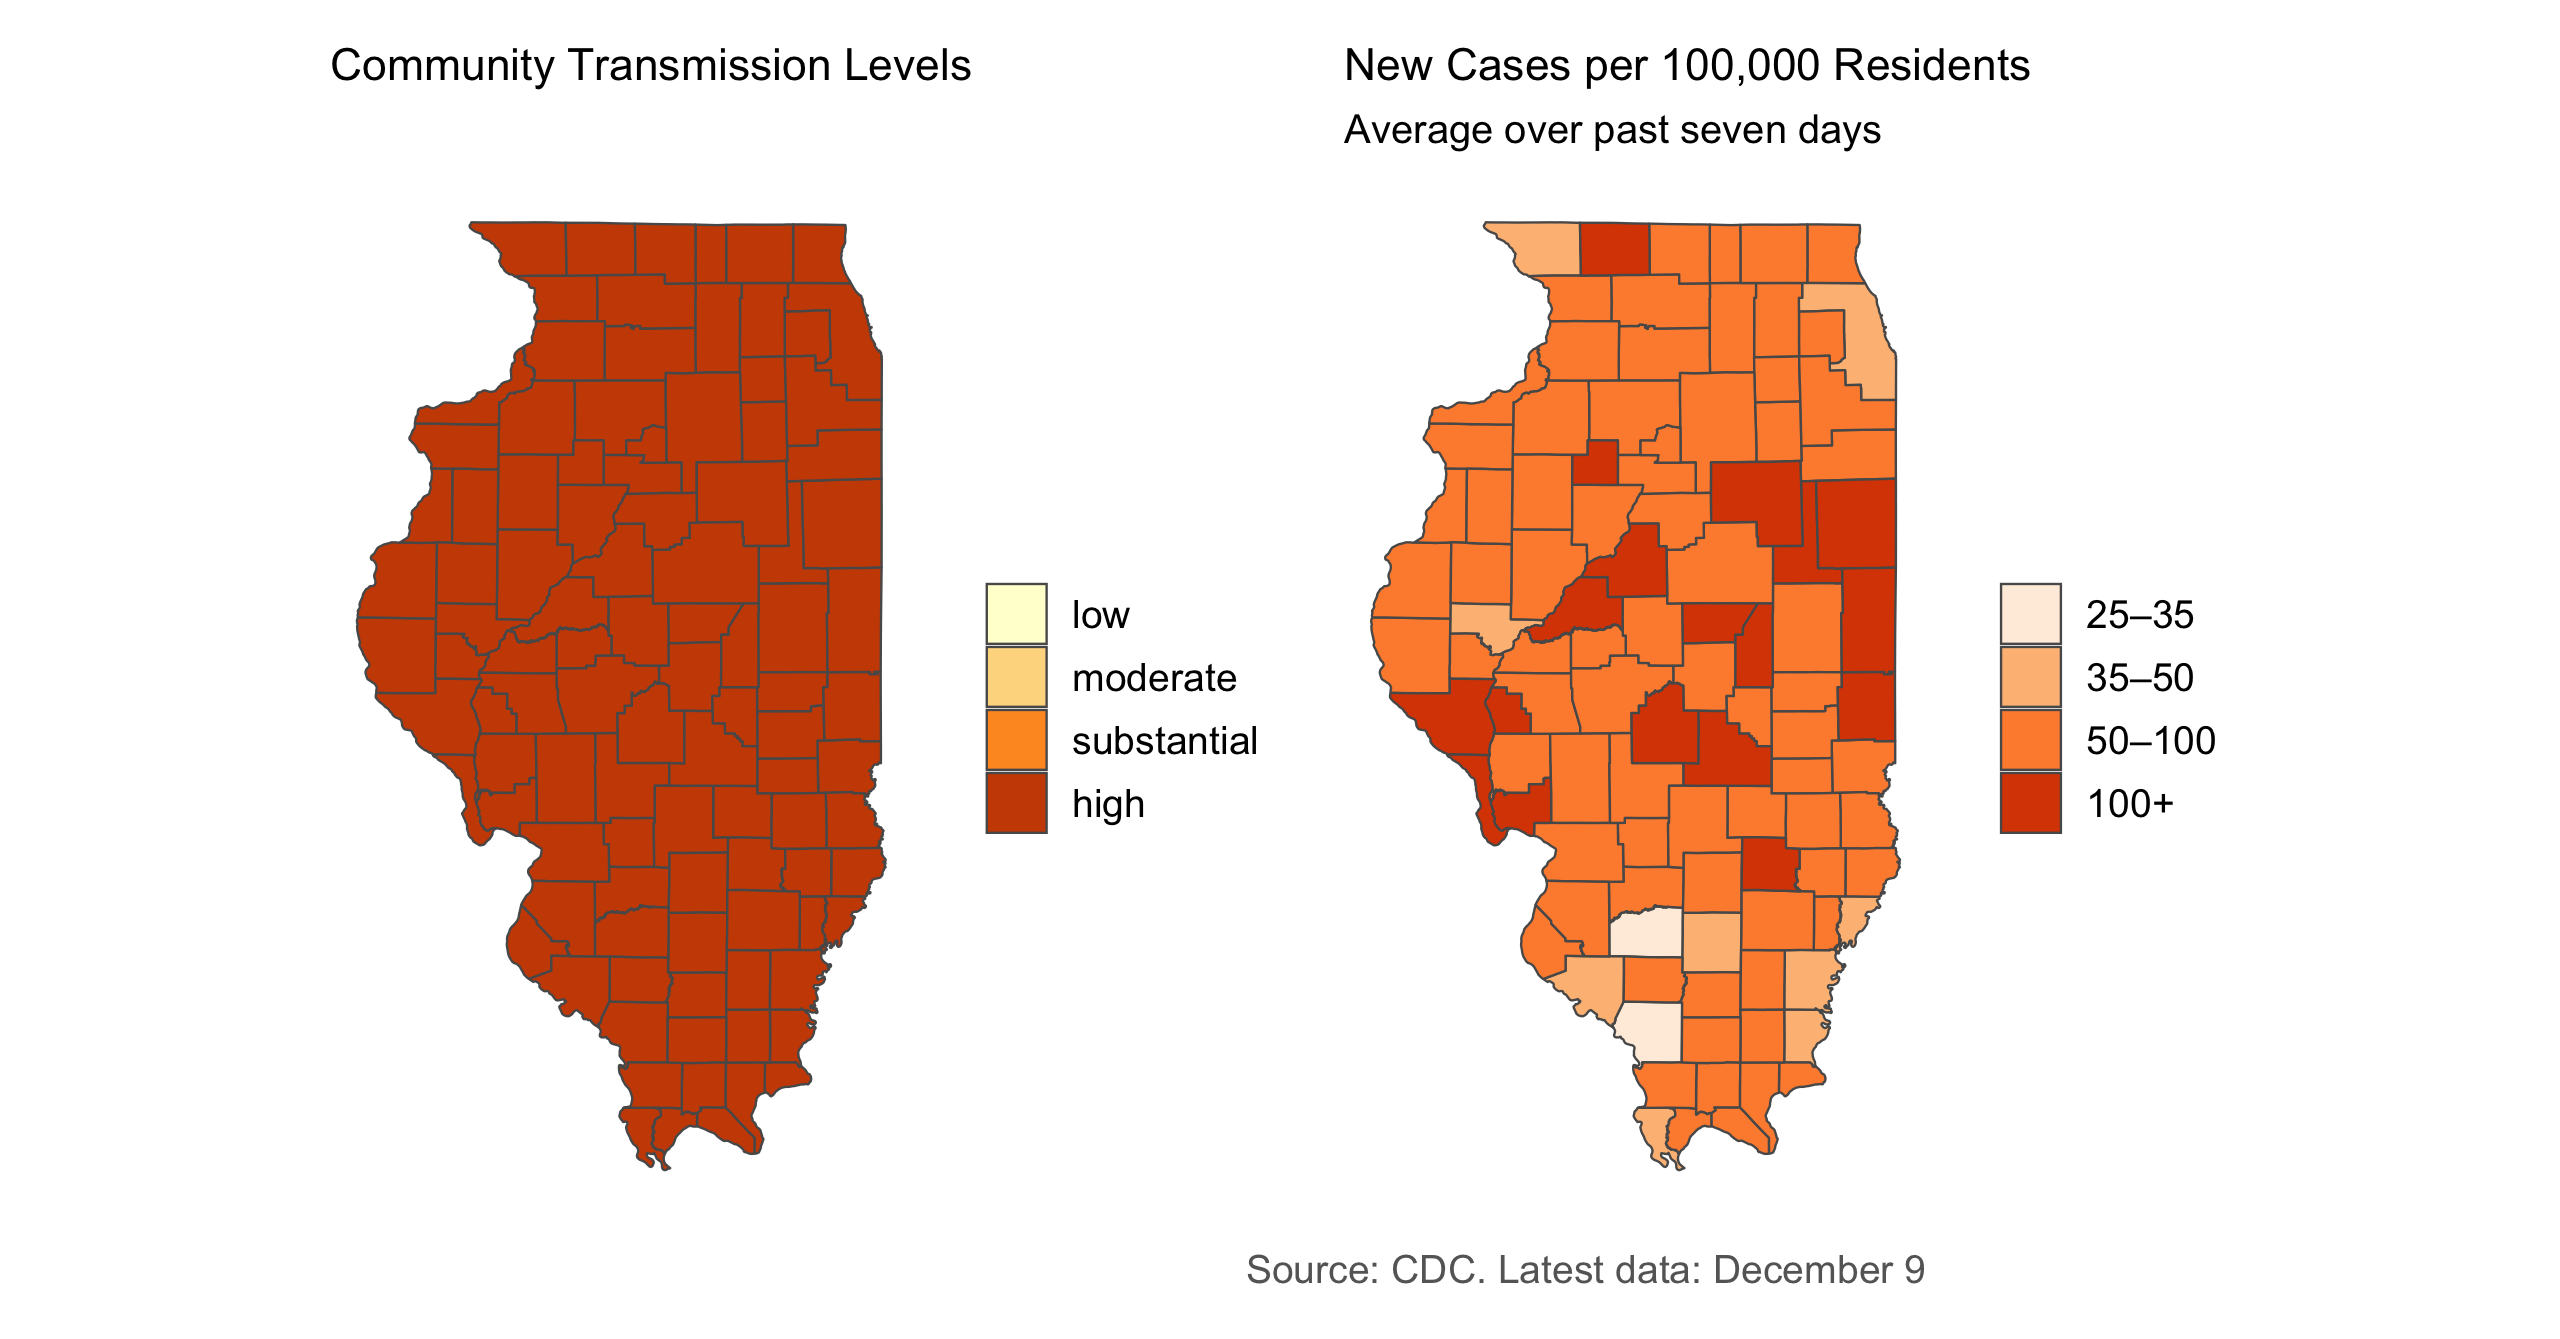 Community Transmission Levels
low
moderate
substantial
high
New Cases per 100,000 Residents
Average over past seven days
25–35
35–50
50–100
100+
Source: CDC. Latest data: December 9